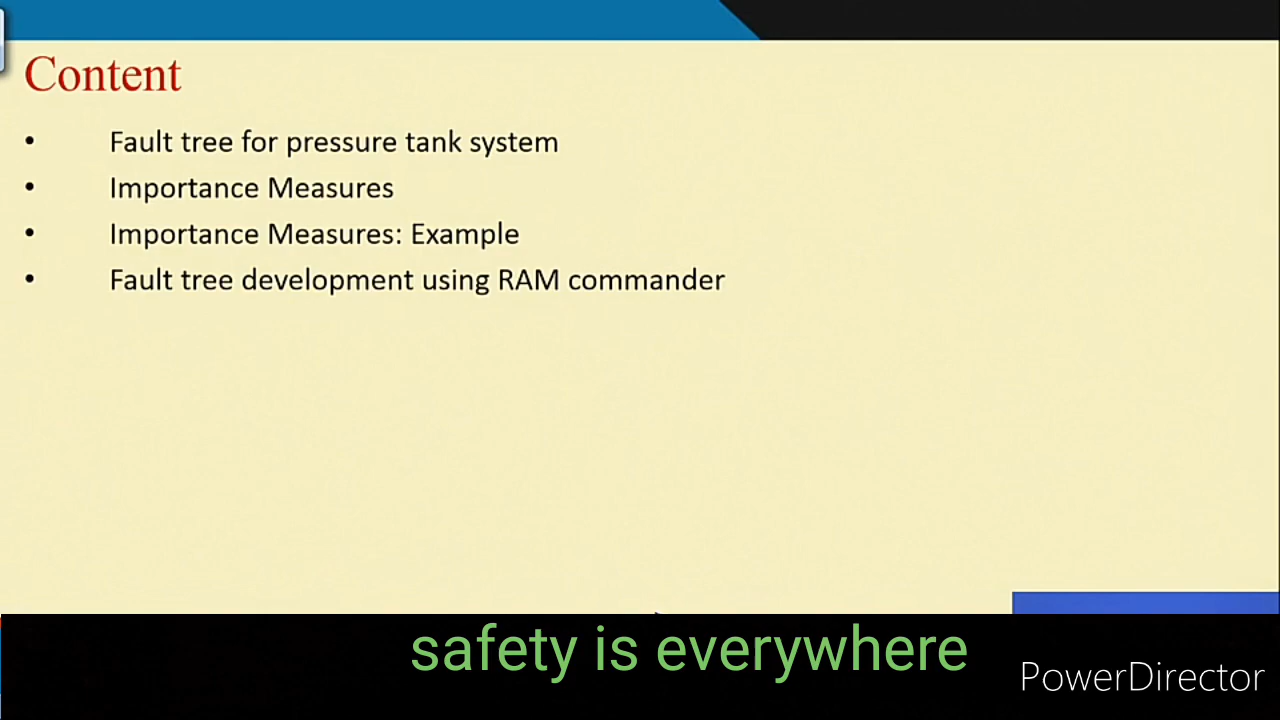 Content
• Fault tree for pressure tank system
• Importance Measures
• Importance Measures: Example
• Fault tree development using RAM commander
safety is everywhere
PowerDirector